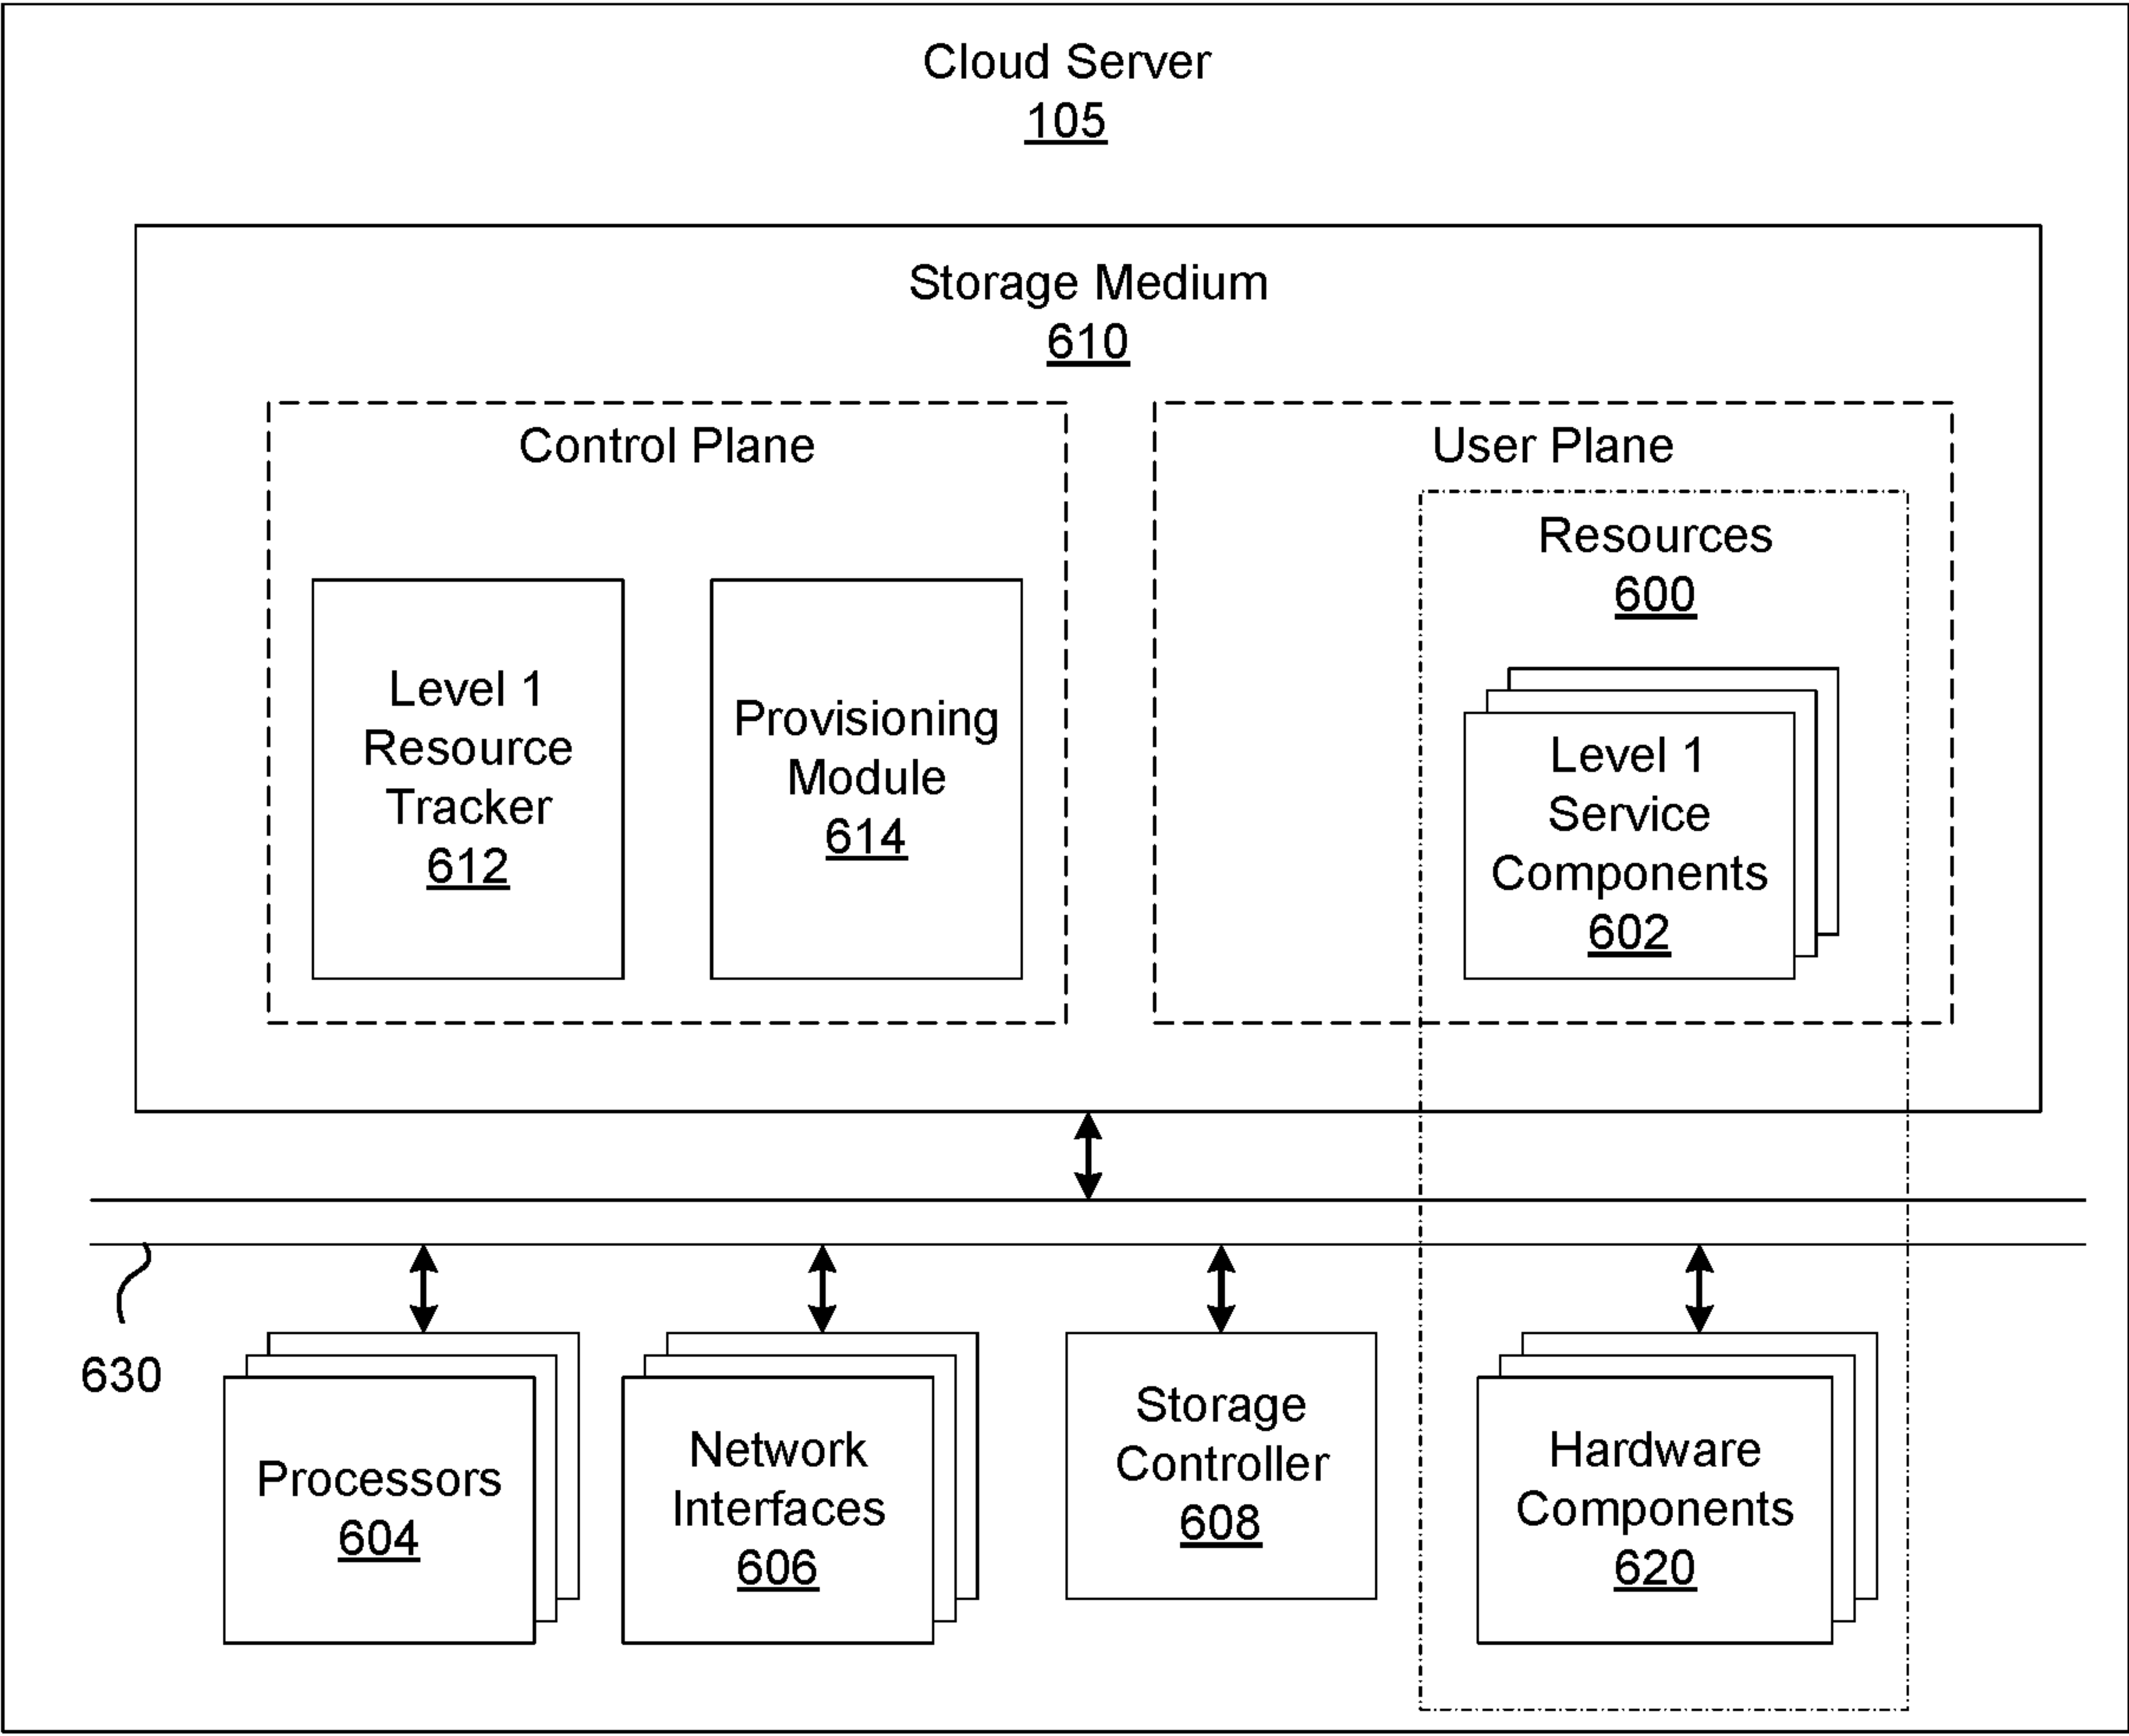 Cloud Server
105
Storage Medium
610
Control Plane
Level 1
Resource
Tracker
612
Provisioning
Module
614
User Plane
Resources
600
Level 1
Service
Components
602
630
Processors
604
Network
Interfaces
606
Storage
Controller
608
Hardware
Components
620